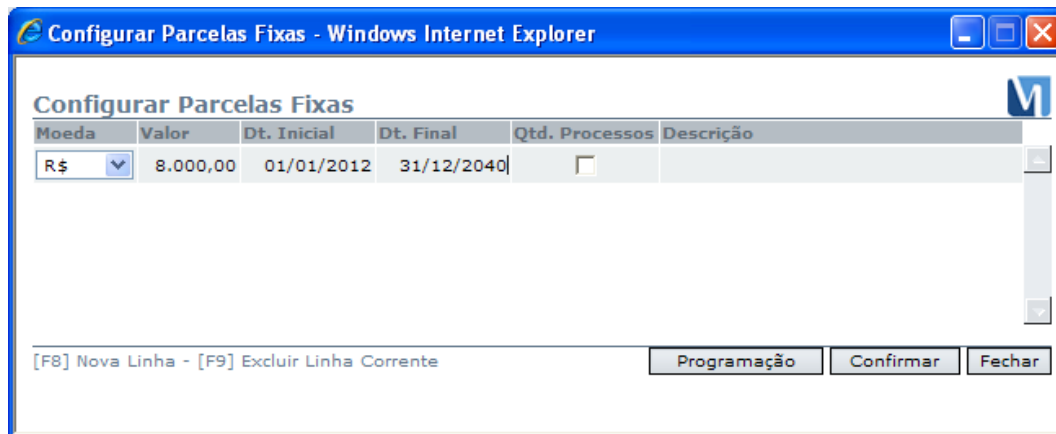 Configurar Parcelas Fixas - Windows Internet Explorer
Configurar Parcelas Fixas
Moeda Valor Dt. Inicial Dt. Final Qtd. Processos Descrição
R$ 8.000,00 01/01/2012 31/12/2040
[F8] Nova Linha - [F9] Excluir Linha Corrente Programação Confirmar Fechar